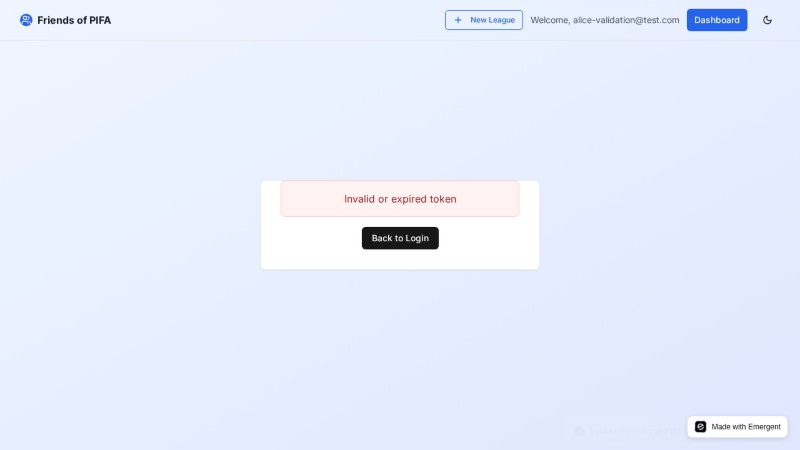 Friends of PIFA
New League
Welcome, alice-validation@test.com
Dashboard
Invalid or expired token
Back to Login
Made with Emergent